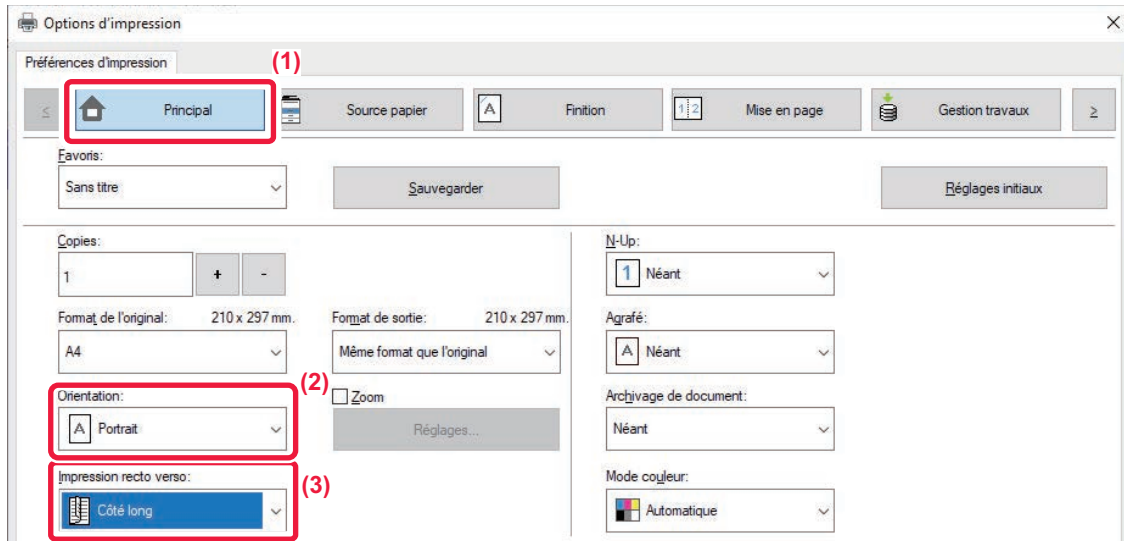 Options d'impression
Préférences d'impression
(1)
<
Principal
Source papier
Finition
Mise en page
Gestion travaux
>
Favoris:
Sans titre
Sauvegarder
Réglages initiaux
Copies:
1
+
-
N-Up:
1 Néant
Format de l'original: 210 x 297 mm.
A4
Format de sortie: 210 x 297 mm.
Même format que l'original
Agrafé:
A Néant
(2)
Orientation:
A Portrait
Zoom
Réglages...
Archivage de document:
Néant
(3)
Impression recto verso:
Côté long
Mode couleur:
Automatique